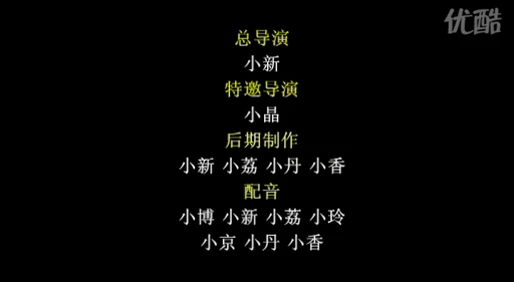 优酷
总导演
小新
特邀导演
小晶
后期制作
小新 小荔 小丹 小香
配音
小博 小新 小荔 小玲
小京 小丹 小香